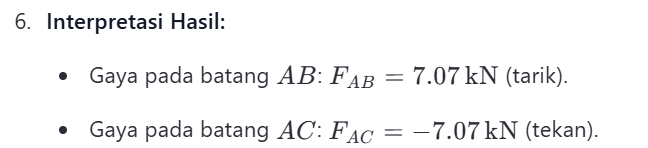 6. Interpretasi Hasil:
• Gaya pada batang AB: F_AB = 7.07 kN (tarik).
• Gaya pada batang AC: F_AC = −7.07 kN (tekan).